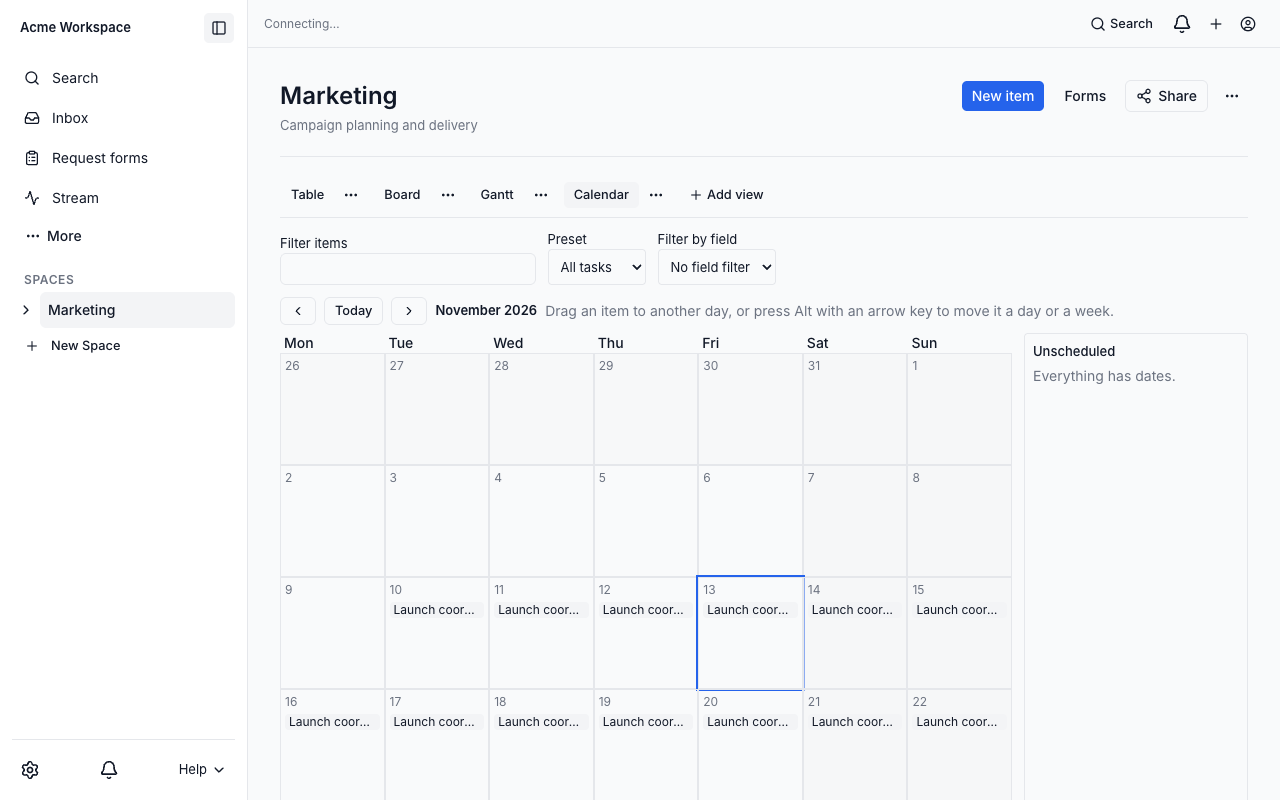 Acme Workspace
Connecting...
Search
Search
Inbox
Request forms
Stream
More
SPACES
Marketing
New Space
Help
Marketing
Campaign planning and delivery
New item
Forms
Share
Table
Board
Gantt
Calendar
Add view
Filter items
Preset
All tasks
Filter by field
No field filter
Today
November 2026
Drag an item to another day, or press Alt with an arrow key to move it a day or a week.
Mon Tue Wed Thu Fri Sat Sun
26 27 28 29 30 31 1
2 3 4 5 6 7 8
9 10 11 12 13 14 15
Launch coor... Launch coor... Launch coor... Launch coor... Launch coor... Launch coor...
16 17 18 19 20 21 22
Launch coor... Launch coor... Launch coor... Launch coor... Launch coor... Launch coor... Launch coor...
Unscheduled
Everything has dates.